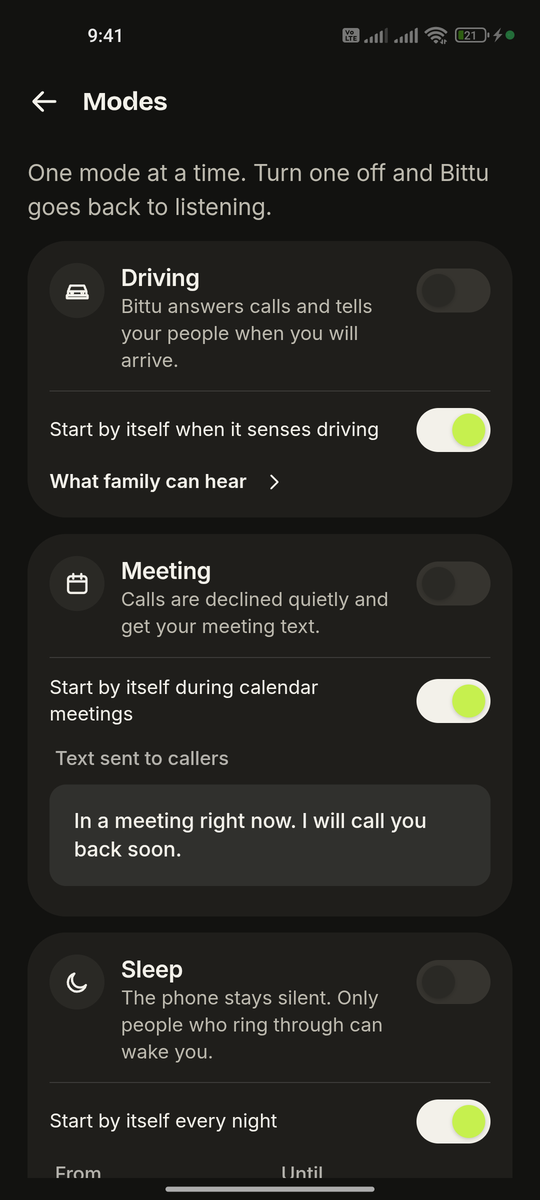 9:41
Vo
LTE
21
Modes
One mode at a time. Turn one off and Bittu
goes back to listening.
Driving
Bittu answers calls and tells
your people when you will
arrive.
Start by itself when it senses driving
What family can hear
Meeting
Calls are declined quietly and
get your meeting text.
Start by itself during calendar
meetings
Text sent to callers
In a meeting right now. I will call you
back soon.
Sleep
The phone stays silent. Only
people who ring through can
wake you.
Start by itself every night
From Until